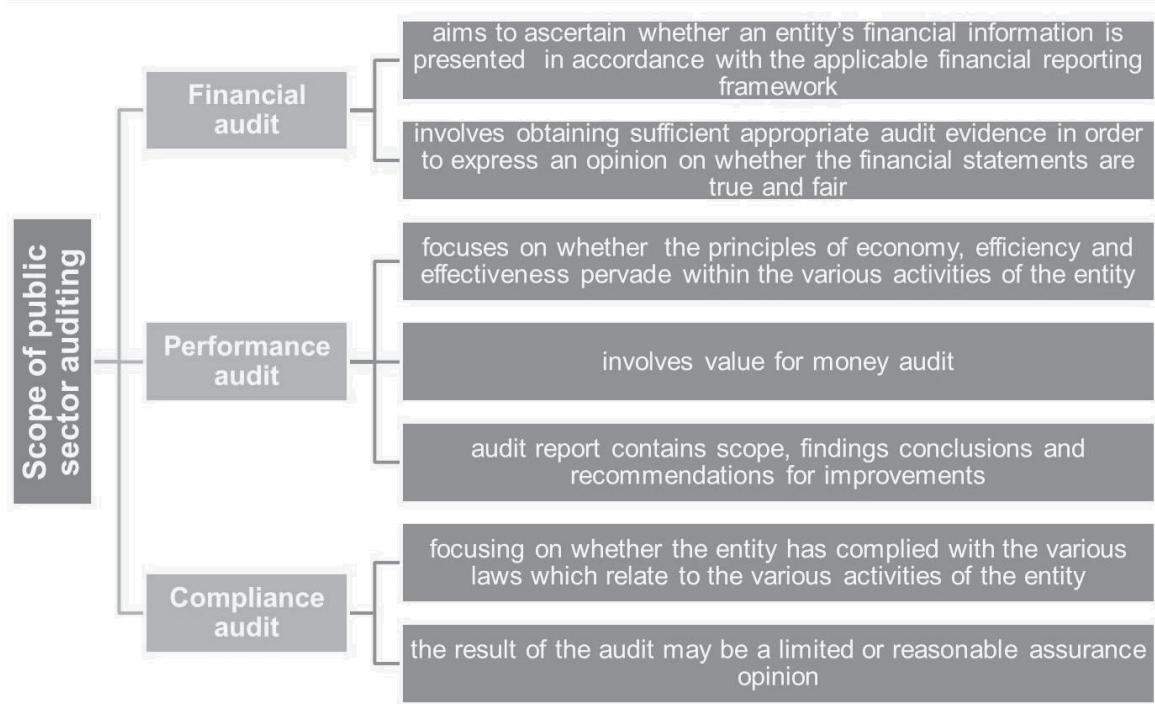 Scope of public
sector auditing
Financial
audit
aims to ascertain whether an entity's financial information is
presented in accordance with the applicable financial reporting
framework
involves obtaining sufficient appropriate audit evidence in order
to express an opinion on whether the financial statements are
true and fair
Performance
audit
focuses on whether the principles of economy, efficiency and
effectiveness pervade within the various activities of the entity
involves value for money audit
audit report contains scope, findings conclusions and
recommendations for improvements
Compliance
audit
focusing on whether the entity has complied with the various
laws which relate to the various activities of the entity
the result of the audit may be a limited or reasonable assurance
opinion